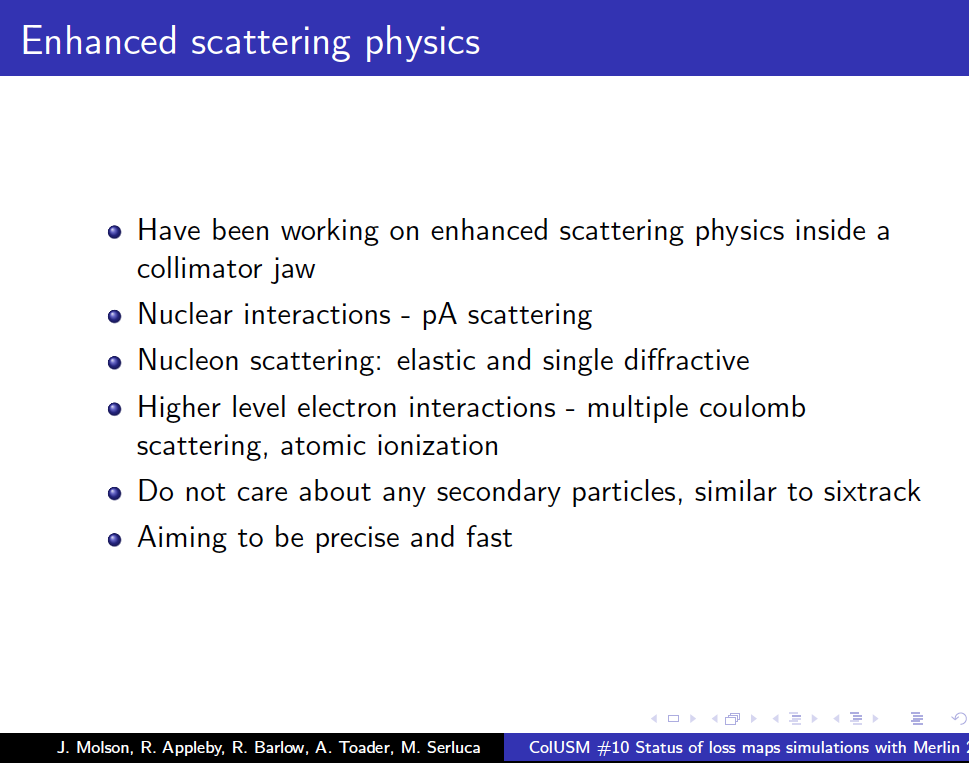 Enhanced scattering physics
Have been working on enhanced scattering physics inside a
collimator jaw
Nuclear interactions - pA scattering
Nucleon scattering: elastic and single diffractive
Higher level electron interactions - multiple coulomb
scattering, atomic ionization
Do not care about any secondary particles, similar to sixtrack
Aiming to be precise and fast
J. Molson, R. Appleby, R. Barlow, A. Toader, M. Serluca
ColUSM #10 Status of loss maps simulations with Merlin